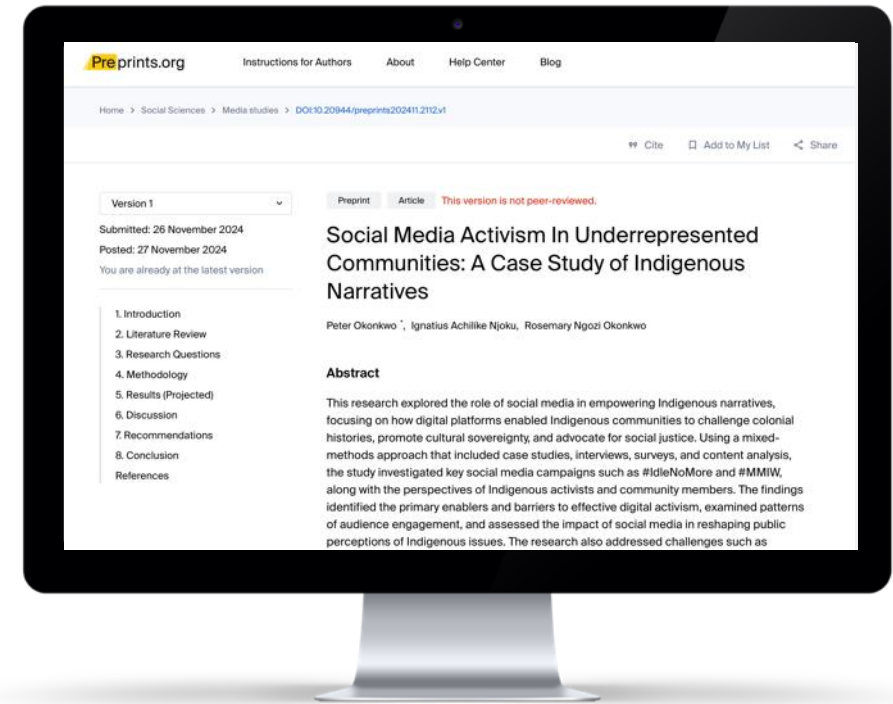 Preprints.org
Instructions for Authors About Help Center Blog
Home > Social Sciences > Media studies > DOI:10.20944/preprints202411.2112.v1
Cite Add to My List Share
Version 1
Submitted: 26 November 2024
Posted: 27 November 2024
You are already at the latest version
1. Introduction
2. Literature Review
3. Research Questions
4. Methodology
5. Results (Projected)
6. Discussion
7. Recommendations
8. Conclusion
References
Preprint Article This version is not peer-reviewed.
Social Media Activism In Underrepresented
Communities: A Case Study of Indigenous
Narratives
Peter Okonkwo *, Ignatius Achilike Njoku, Rosemary Ngozi Okonkwo
Abstract
This research explored the role of social media in empowering Indigenous narratives,
focusing on how digital platforms enabled Indigenous communities to challenge colonial
histories, promote cultural sovereignty, and advocate for social justice. Using a mixed-
methods approach that included case studies, interviews, surveys, and content analysis,
the study investigated key social media campaigns such as #IdleNoMore and #MMIW,
along with the perspectives of Indigenous activists and community members. The findings
identified the primary enablers and barriers to effective digital activism, examined patterns
of audience engagement, and assessed the impact of social media in reshaping public
perceptions of Indigenous issues. The research also addressed challenges such as